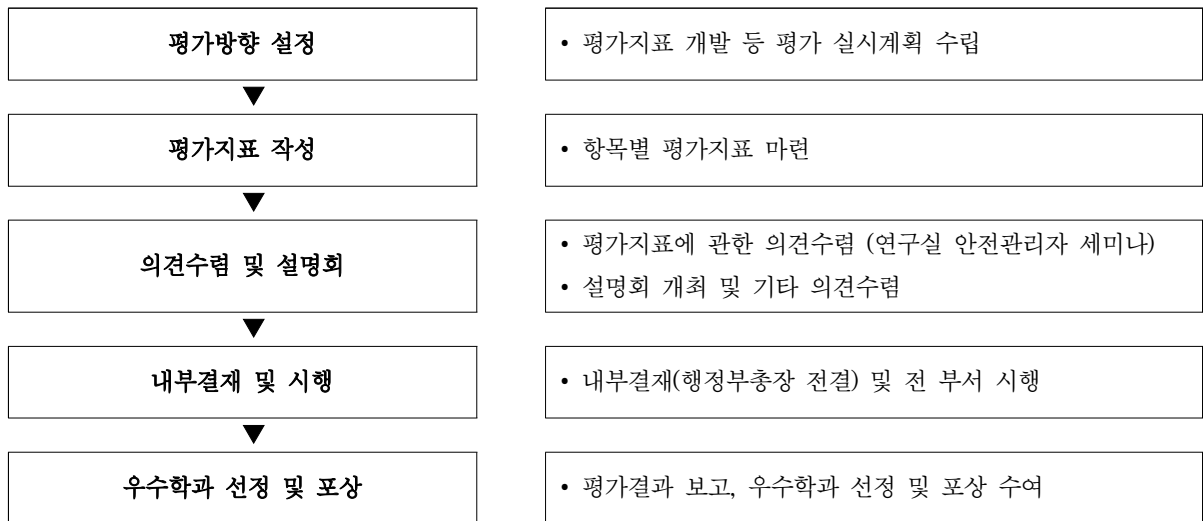 평가방향 설정
• 평가지표 개발 등 평가 실시계획 수립
▼
평가지표 작성
• 항목별 평가지표 마련
▼
의견수렴 및 설명회
• 평가지표에 관한 의견수렴 (연구실 안전관리자 세미나)
• 설명회 개최 및 기타 의견수렴
▼
내부결재 및 시행
• 내부결재(행정부총장 전결) 및 전 부서 시행
▼
우수학과 선정 및 포상
• 평가결과 보고, 우수학과 선정 및 포상 수여